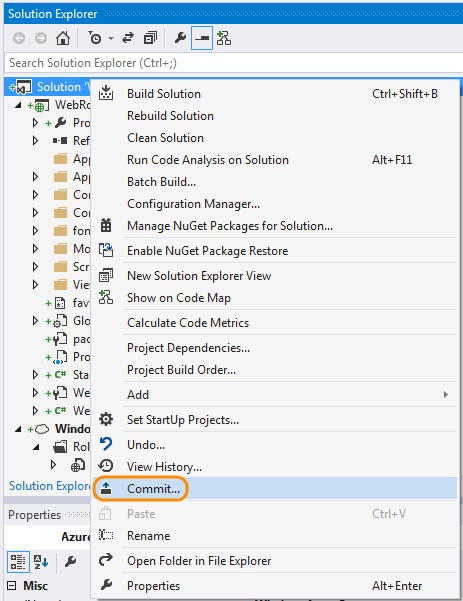 Solution Explorer
Search Solution Explorer (Ctrl+;)
Solution
WebRo
Pro
Ref
App
App
Con
Con
fon
Mo
Scr
Vie
fav
Glo
pac
Pro
Sta
We
We
Windo
Rol
Build Solution Ctrl+Shift+B
Rebuild Solution
Clean Solution
Run Code Analysis on Solution Alt+F11
Batch Build...
Configuration Manager...
Manage NuGet Packages for Solution...
Enable NuGet Package Restore
New Solution Explorer View
Show on Code Map
Calculate Code Metrics
Project Dependencies...
Project Build Order...
Add
Set StartUp Projects...
Undo...
View History...
Commit...
Paste Ctrl+V
Rename
Open Folder in File Explorer
Properties Alt+Enter
Solution Explore
Properties
Azure
Misc